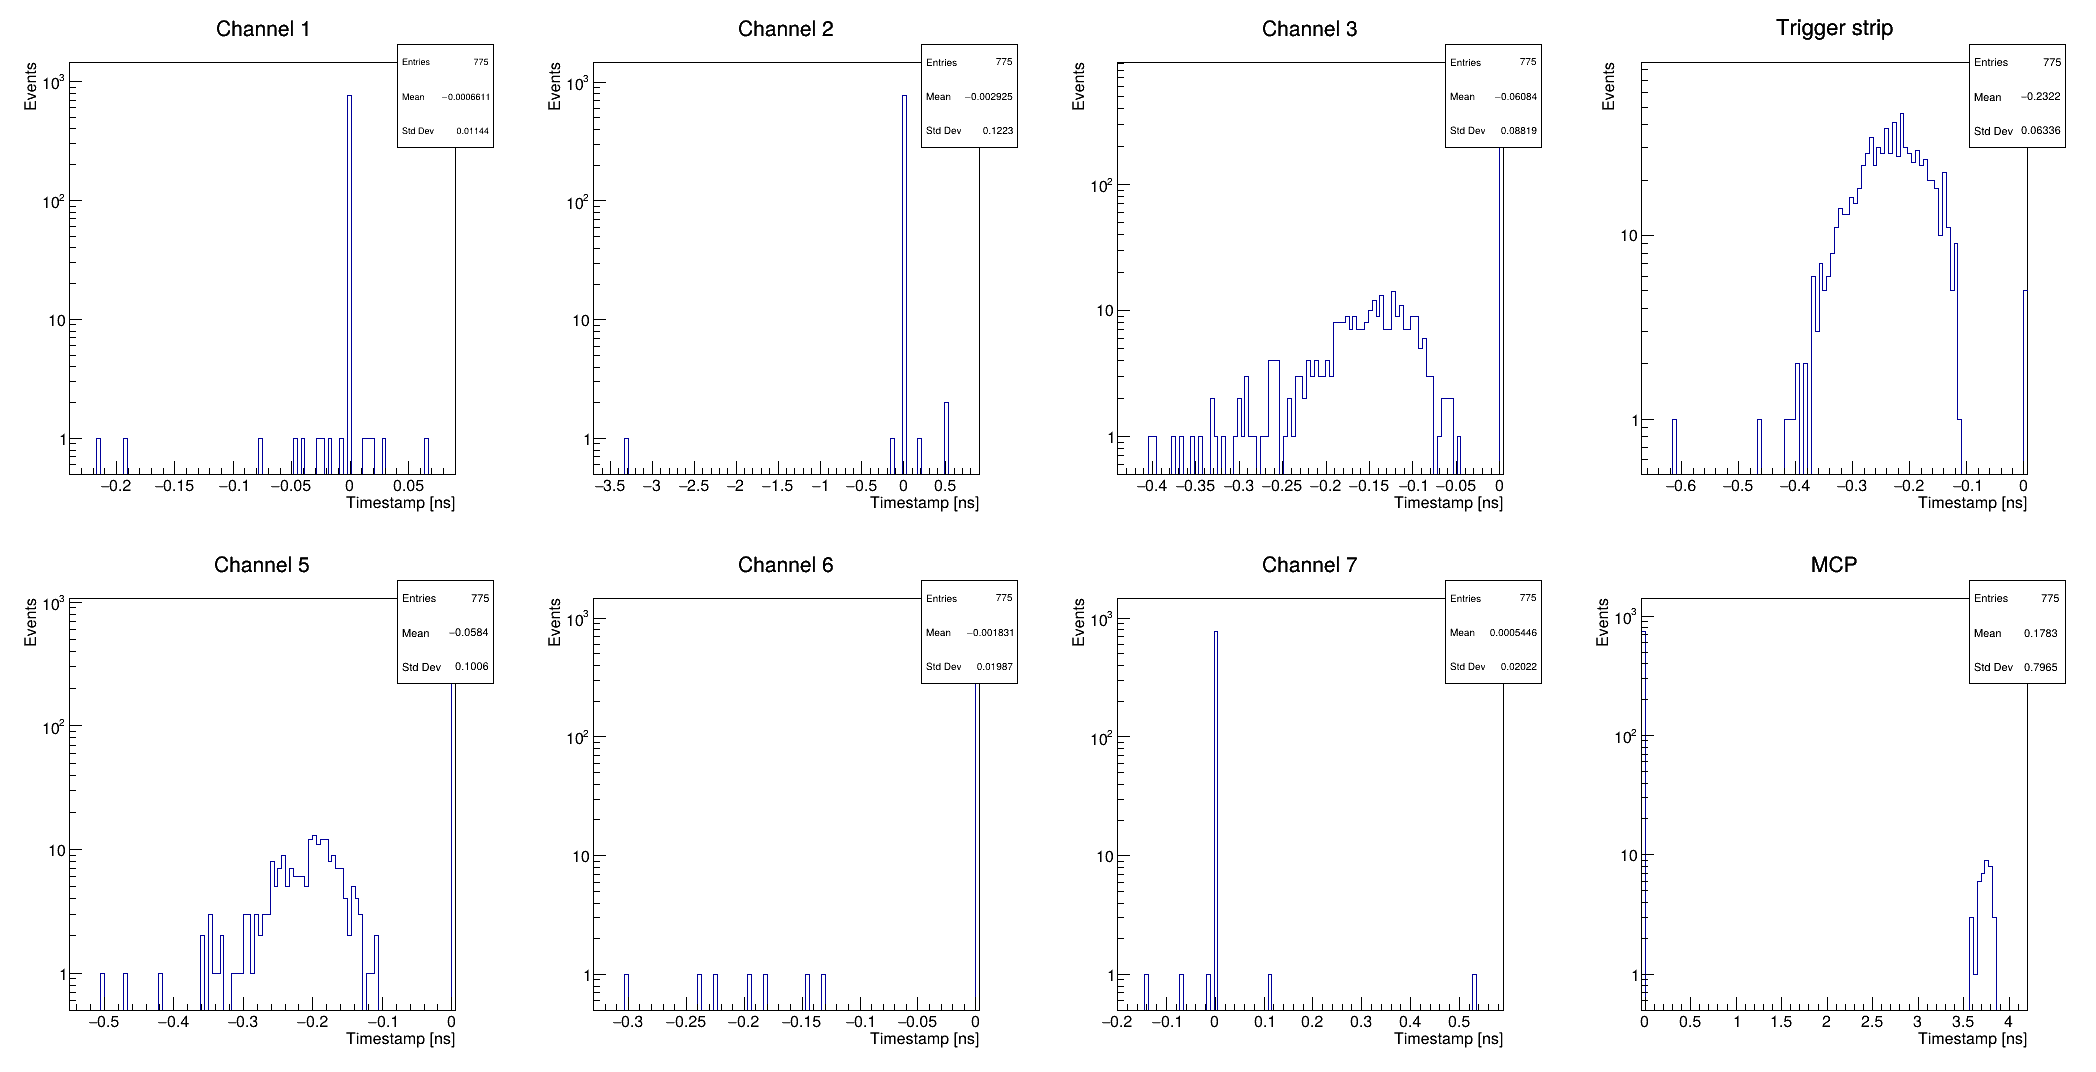 Channel 1
Events
Entries 775
Mean −0.0006611
Std Dev 0.01144
10³
10²
10
1
−0.2 −0.15 −0.1 −0.05 0 0.05
Timestamp [ns]
Channel 2
Events
Entries 775
Mean −0.002925
Std Dev 0.1223
10³
10²
10
1
−3.5 −3 −2.5 −2 −1.5 −1 −0.5 0 0.5
Timestamp [ns]
Channel 3
Events
Entries 775
Mean −0.06084
Std Dev 0.08819
10²
10
1
−0.4 −0.35 −0.3 −0.25 −0.2 −0.15 −0.1 −0.05 0
Timestamp [ns]
Trigger strip
Events
Entries 775
Mean −0.2322
Std Dev 0.06336
10
1
−0.6 −0.5 −0.4 −0.3 −0.2 −0.1 0
Timestamp [ns]
Channel 5
Events
Entries 775
Mean −0.0584
Std Dev 0.1006
10³
10²
10
1
−0.5 −0.4 −0.3 −0.2 −0.1 0
Timestamp [ns]
Channel 6
Events
Entries 775
Mean −0.001831
Std Dev 0.01987
10³
10²
10
1
−0.3 −0.25 −0.2 −0.15 −0.1 −0.05 0
Timestamp [ns]
Channel 7
Events
Entries 775
Mean 0.0005446
Std Dev 0.02022
10³
10²
10
1
−0.2 −0.1 0 0.1 0.2 0.3 0.4 0.5
Timestamp [ns]
MCP
Events
Entries 775
Mean 0.1783
Std Dev 0.7965
10³
10²
10
1
0 0.5 1 1.5 2 2.5 3 3.5 4
Timestamp [ns]